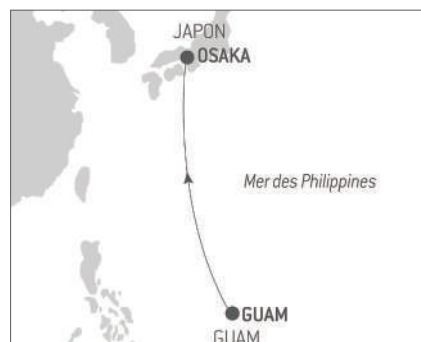 JAPON
OSAKA
Mer des Philippines
GUAM
GUAM